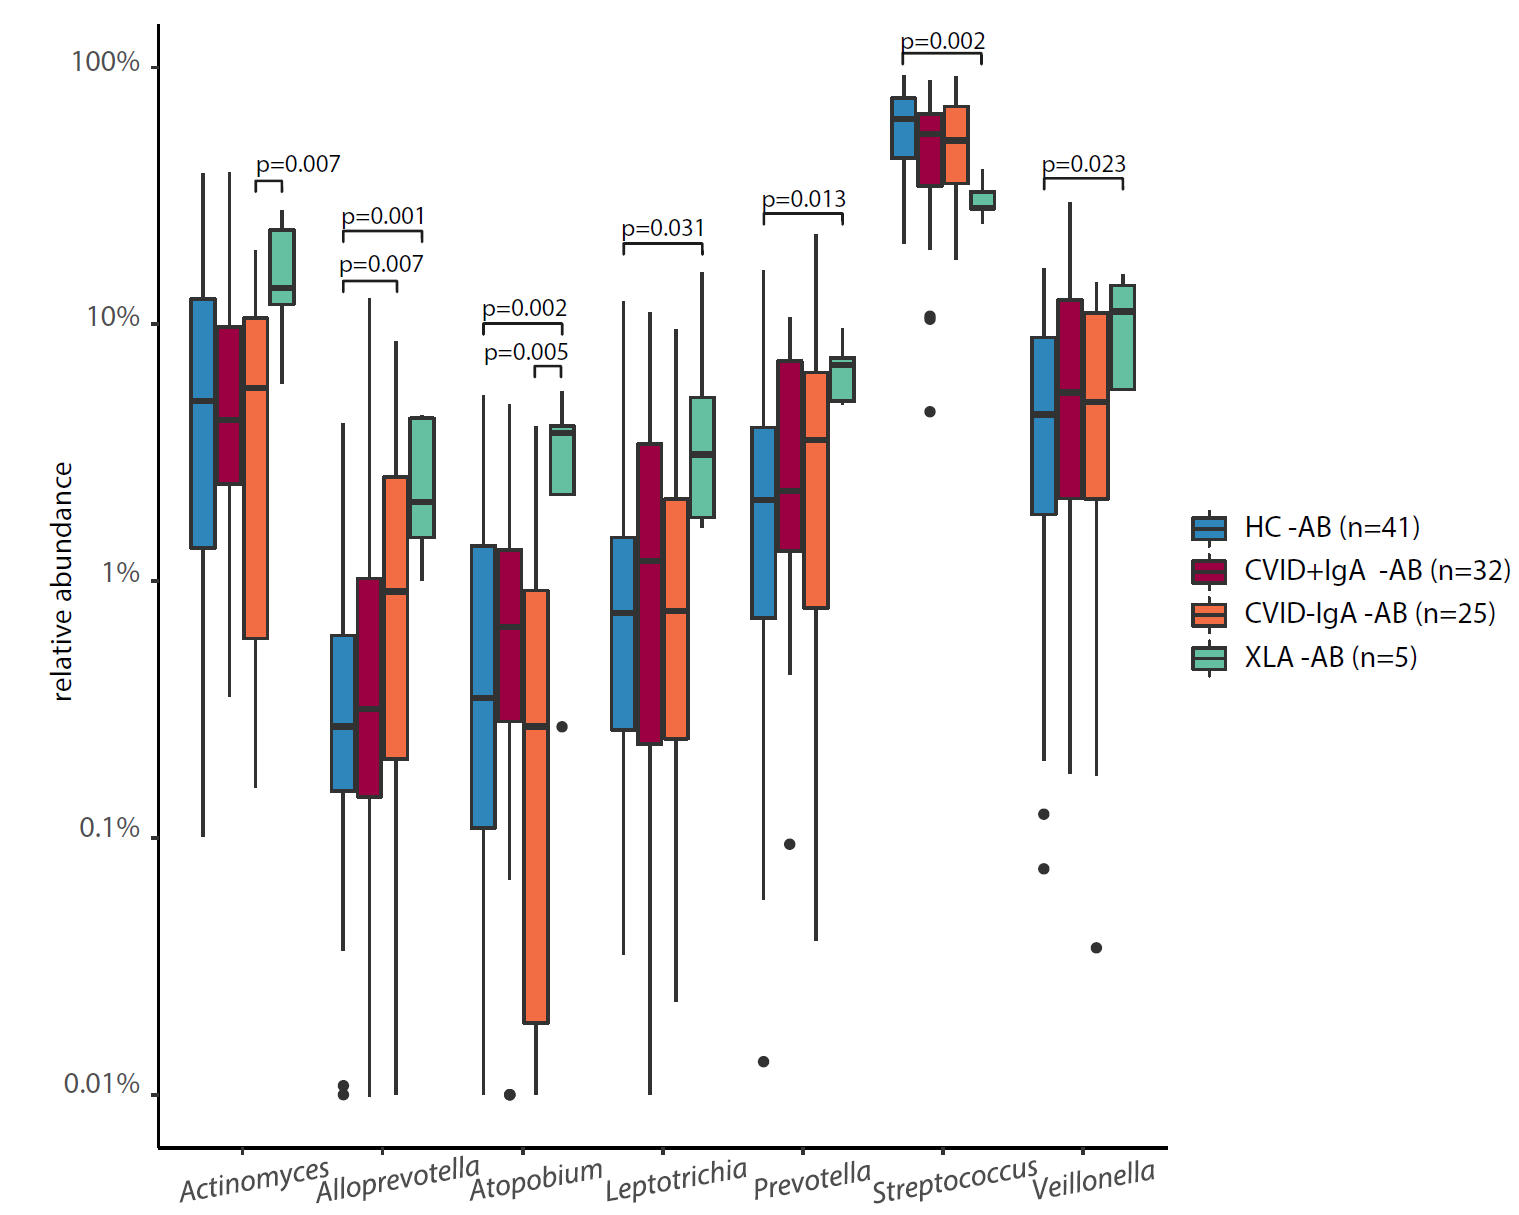 100%
10%
1%
0.1%
0.01%
relative abundance
p=0.007
p=0.001
p=0.007
p=0.002
p=0.005
p=0.031
p=0.013
p=0.002
p=0.023
HC -AB (n=41)
CVID+IgA -AB (n=32)
CVID-IgA -AB (n=25)
XLA -AB (n=5)
Actinomyces
Alloprevotella
Atopobium
Leptotrichia
Prevotella
Streptococcus
Veillonella